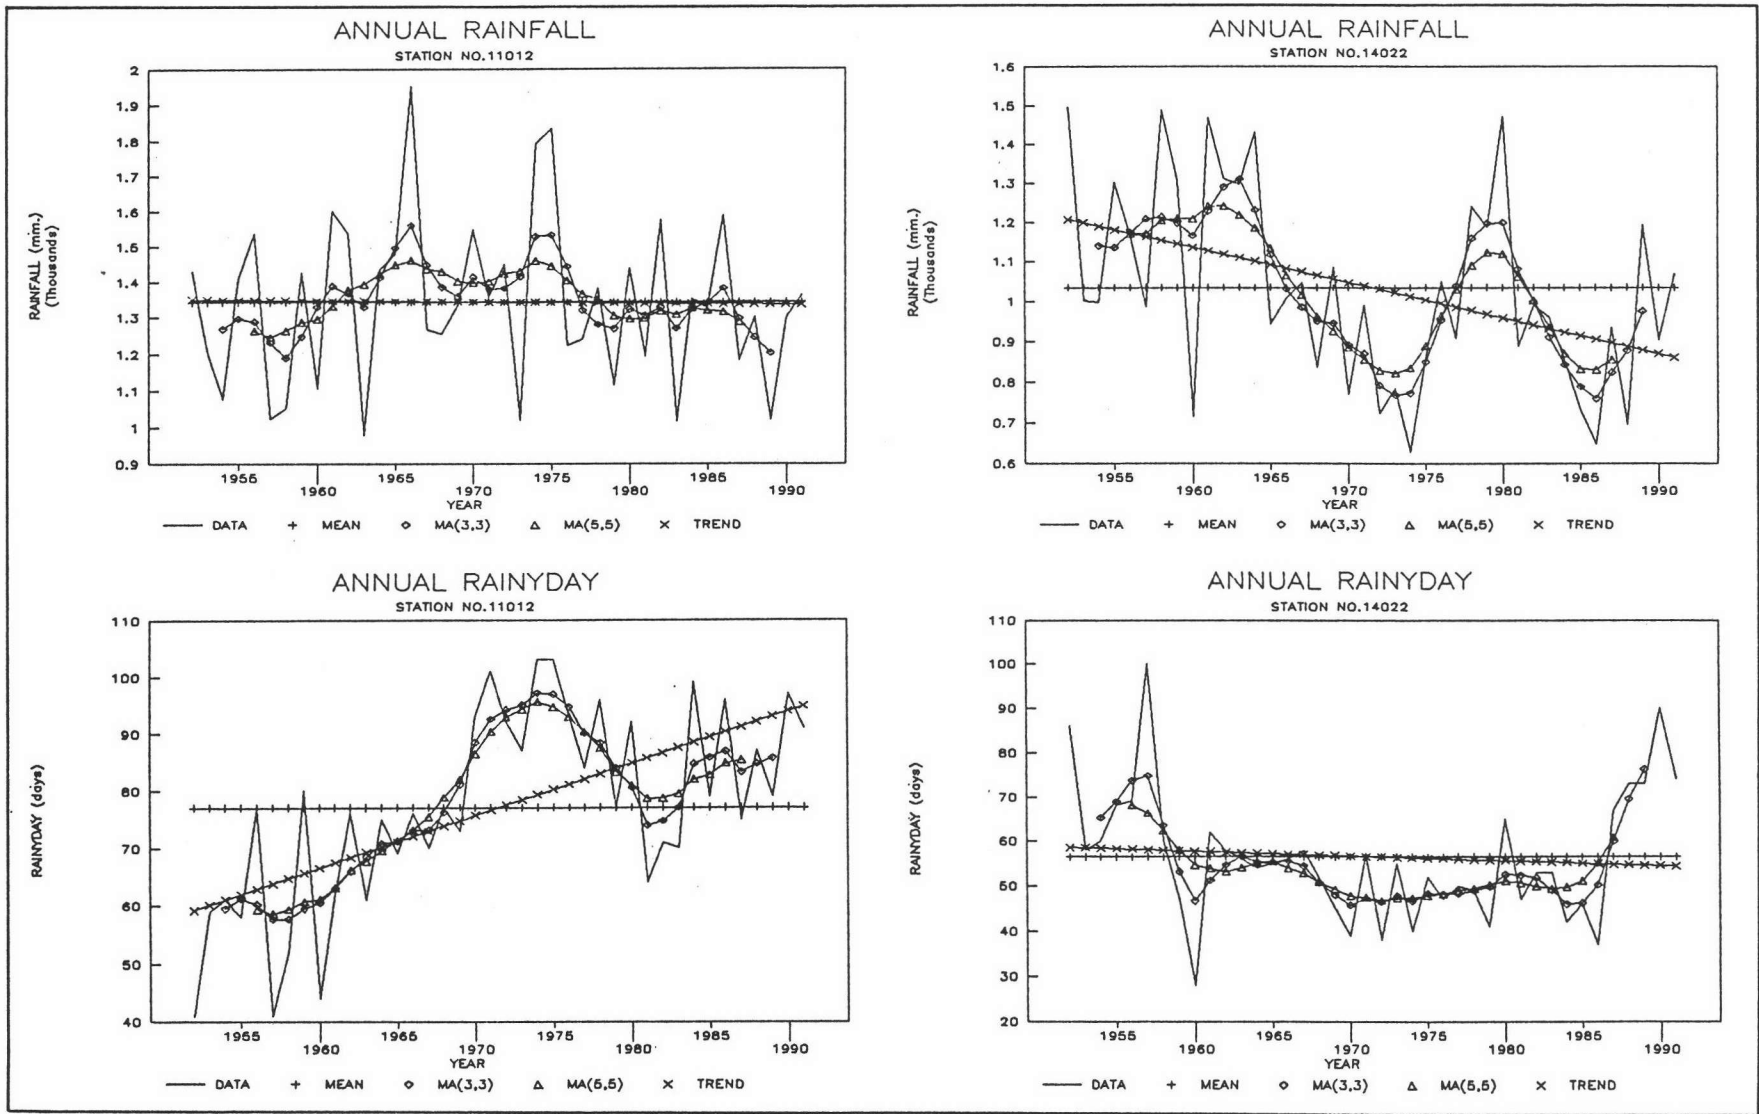 ANNUAL RAINFALL
STATION NO.11012
RAINFALL (mm.)
(Thousands)
2
1.9
1.8
1.7
1.6
1.5
1.4
1.3
1.2
1.1
1
0.9
1955
1960
1965
1970
1975
1980
1985
1990
YEAR
DATA
MEAN
MA(3,3)
MA(5,5)
TREND
ANNUAL RAINFALL
STATION NO.14022
RAINFALL (mm.)
(Thousands)
1.6
1.5
1.4
1.3
1.2
1.1
1
0.9
0.8
0.7
0.6
1955
1960
1965
1970
1975
1980
1985
1990
YEAR
DATA
MEAN
MA(3,3)
MA(5,5)
TREND
ANNUAL RAINYDAY
STATION NO.11012
RAINYDAY (days)
110
100
90
80
70
60
50
40
1955
1960
1965
1970
1975
1980
1985
1990
YEAR
DATA
MEAN
MA(3,3)
MA(5,5)
TREND
ANNUAL RAINYDAY
STATION NO.14022
RAINYDAY (days)
110
100
90
80
70
60
50
40
30
20
1955
1960
1965
1970
1975
1980
1985
1990
YEAR
DATA
MEAN
MA(3,3)
MA(5,5)
TREND